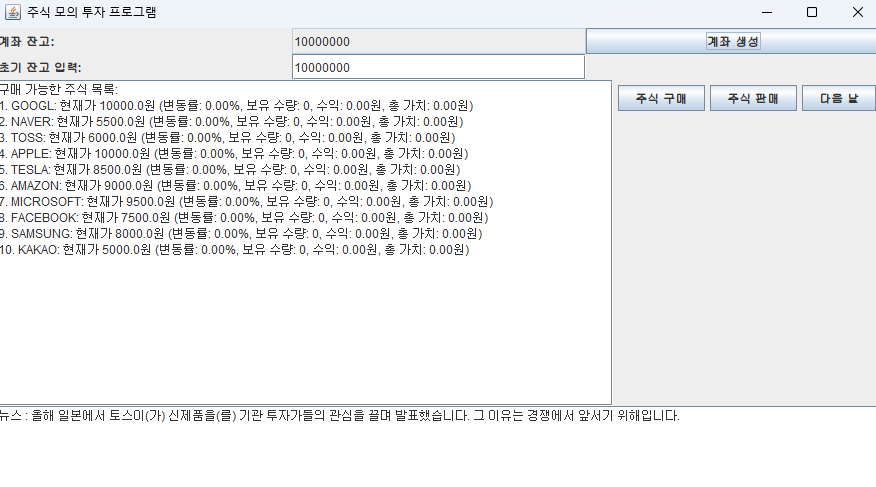 주식 모의 투자 프로그램
계좌 잔고: 10000000 계좌 생성
초기 잔고 입력: 10000000
구매 가능한 주식 목록:
1. GOOGL: 현재가 10000.0원 (변동률: 0.00%, 보유 수량: 0, 수익: 0.00원, 총 가치: 0.00원)
2. NAVER: 현재가 5500.0원 (변동률: 0.00%, 보유 수량: 0, 수익: 0.00원, 총 가치: 0.00원)
3. TOSS: 현재가 6000.0원 (변동률: 0.00%, 보유 수량: 0, 수익: 0.00원, 총 가치: 0.00원)
4. APPLE: 현재가 10000.0원 (변동률: 0.00%, 보유 수량: 0, 수익: 0.00원, 총 가치: 0.00원)
5. TESLA: 현재가 8500.0원 (변동률: 0.00%, 보유 수량: 0, 수익: 0.00원, 총 가치: 0.00원)
6. AMAZON: 현재가 9000.0원 (변동률: 0.00%, 보유 수량: 0, 수익: 0.00원, 총 가치: 0.00원)
7. MICROSOFT: 현재가 9500.0원 (변동률: 0.00%, 보유 수량: 0, 수익: 0.00원, 총 가치: 0.00원)
8. FACEBOOK: 현재가 7500.0원 (변동률: 0.00%, 보유 수량: 0, 수익: 0.00원, 총 가치: 0.00원)
9. SAMSUNG: 현재가 8000.0원 (변동률: 0.00%, 보유 수량: 0, 수익: 0.00원, 총 가치: 0.00원)
10. KAKAO: 현재가 5000.0원 (변동률: 0.00%, 보유 수량: 0, 수익: 0.00원, 총 가치: 0.00원)
주식 구매 주식 판매 다음 날
뉴스 : 올해 일본에서 토스이(가) 신제품을(를) 기관 투자가들의 관심을 끌며 발표했습니다. 그 이유는 경쟁에서 앞서기 위해입니다.